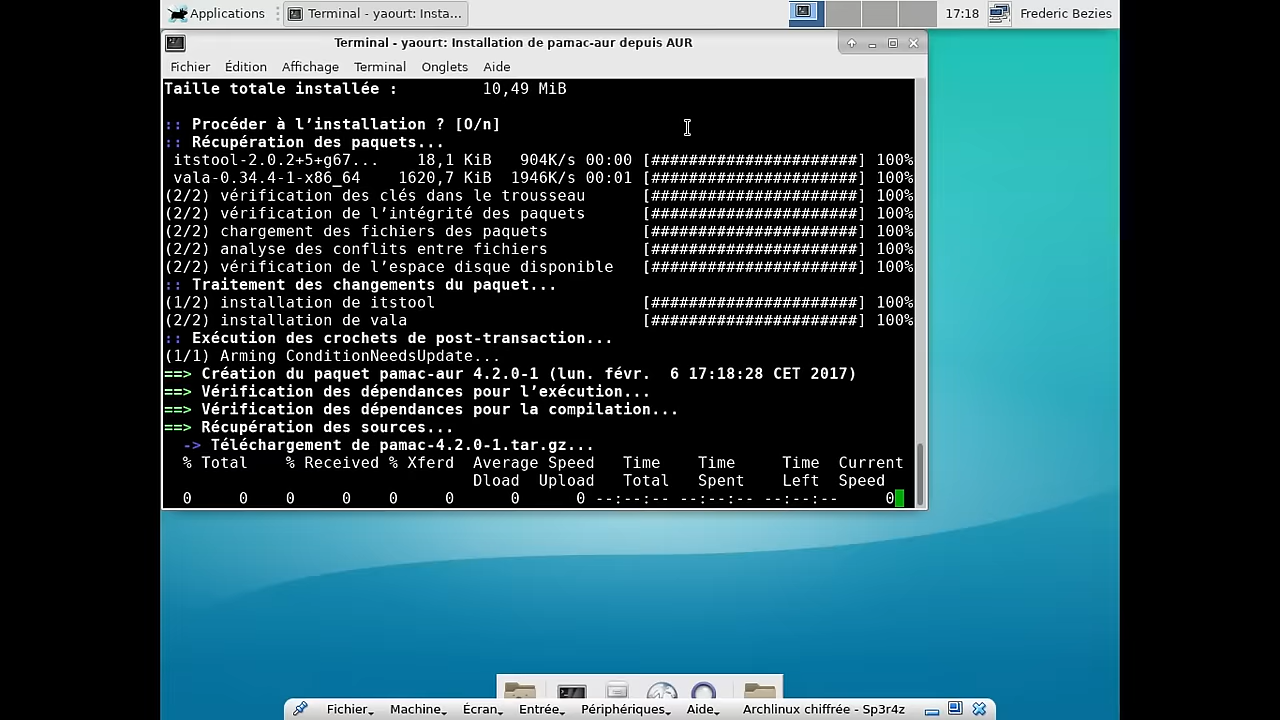 Applications
Terminal - yaourt: Insta...
17:18
Frederic Bezies
Terminal - yaourt: Installation de pamac-aur depuis AUR
Fichier Édition Affichage Terminal Onglets Aide
Taille totale installée : 10,49 MiB
:: Procéder à l’installation ? [O/n]
:: Récupération des paquets...
itstool-2.0.2+5+g67... 18,1 KiB 904K/s 00:00 [######################] 100%
vala-0.34.4-1-x86_64 1620,7 KiB 1946K/s 00:01 [######################] 100%
(2/2) vérification des clés dans le trousseau [######################] 100%
(2/2) vérification de l’intégrité des paquets [######################] 100%
(2/2) chargement des fichiers des paquets [######################] 100%
(2/2) analyse des conflits entre fichiers [######################] 100%
(2/2) vérification de l’espace disque disponible [######################] 100%
:: Traitement des changements du paquet...
(1/2) installation de itstool [######################] 100%
(2/2) installation de vala [######################] 100%
:: Exécution des crochets de post-transaction...
(1/1) Arming ConditionNeedsUpdate...
==> Création du paquet pamac-aur 4.2.0-1 (lun. févr. 6 17:18:28 CET 2017)
==> Vérification des dépendances pour l’exécution...
==> Vérification des dépendances pour la compilation...
==> Récupération des sources...
-> Téléchargement de pamac-4.2.0-1.tar.gz...
% Total % Received % Xferd Average Speed Time Time Time Current
Dload Upload Total Spent Left Speed
0 0 0 0 0 0 0 0 --:--:-- --:--:-- --:--:-- 0
Fichier Machine Écran Entrée Périphériques Aide Archlinux chiffrée - Sp3r4z